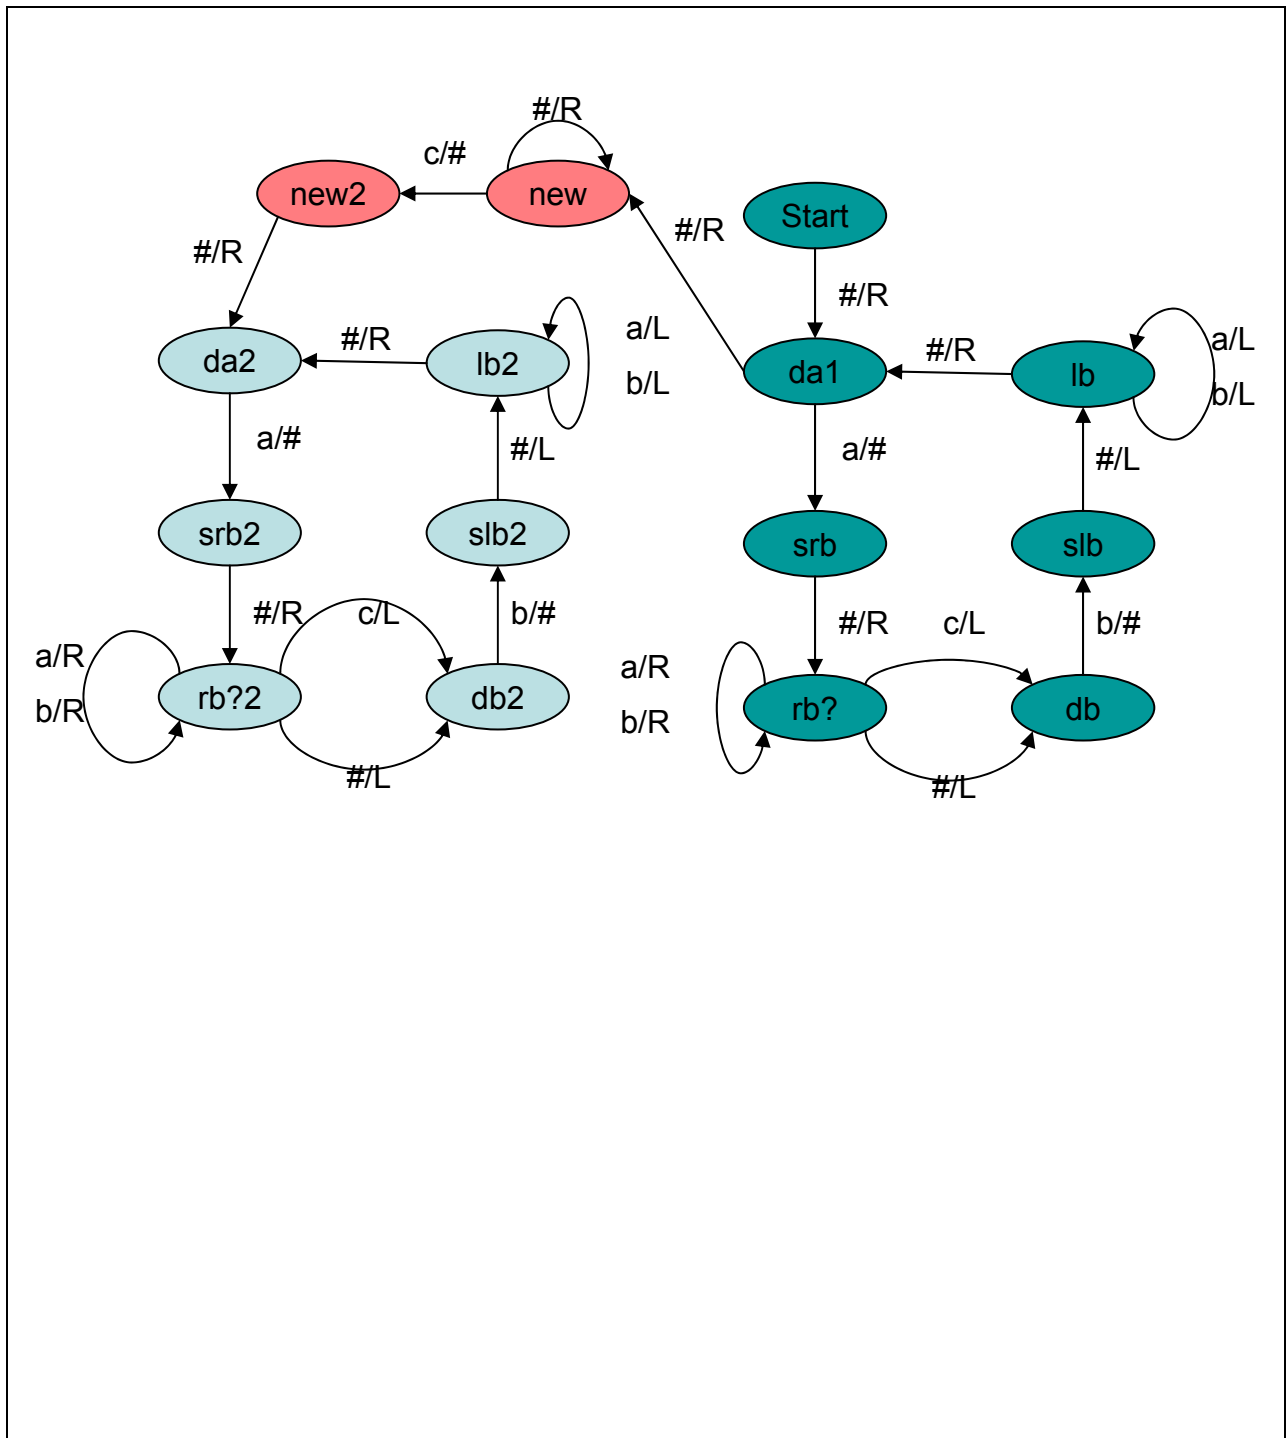 #/R
c/#
new2
new
Start
#/R
#/R
#/R
da2
#/R
lb2
a/L
b/L
da1
#/R
lb
a/L
b/L
a/#
#/L
a/#
#/L
srb2
slb2
srb
slb
#/R
c/L
b/#
#/R
c/L
b/#
a/R
b/R
rb?2
db2
a/R
b/R
rb?
db
#/L
#/L